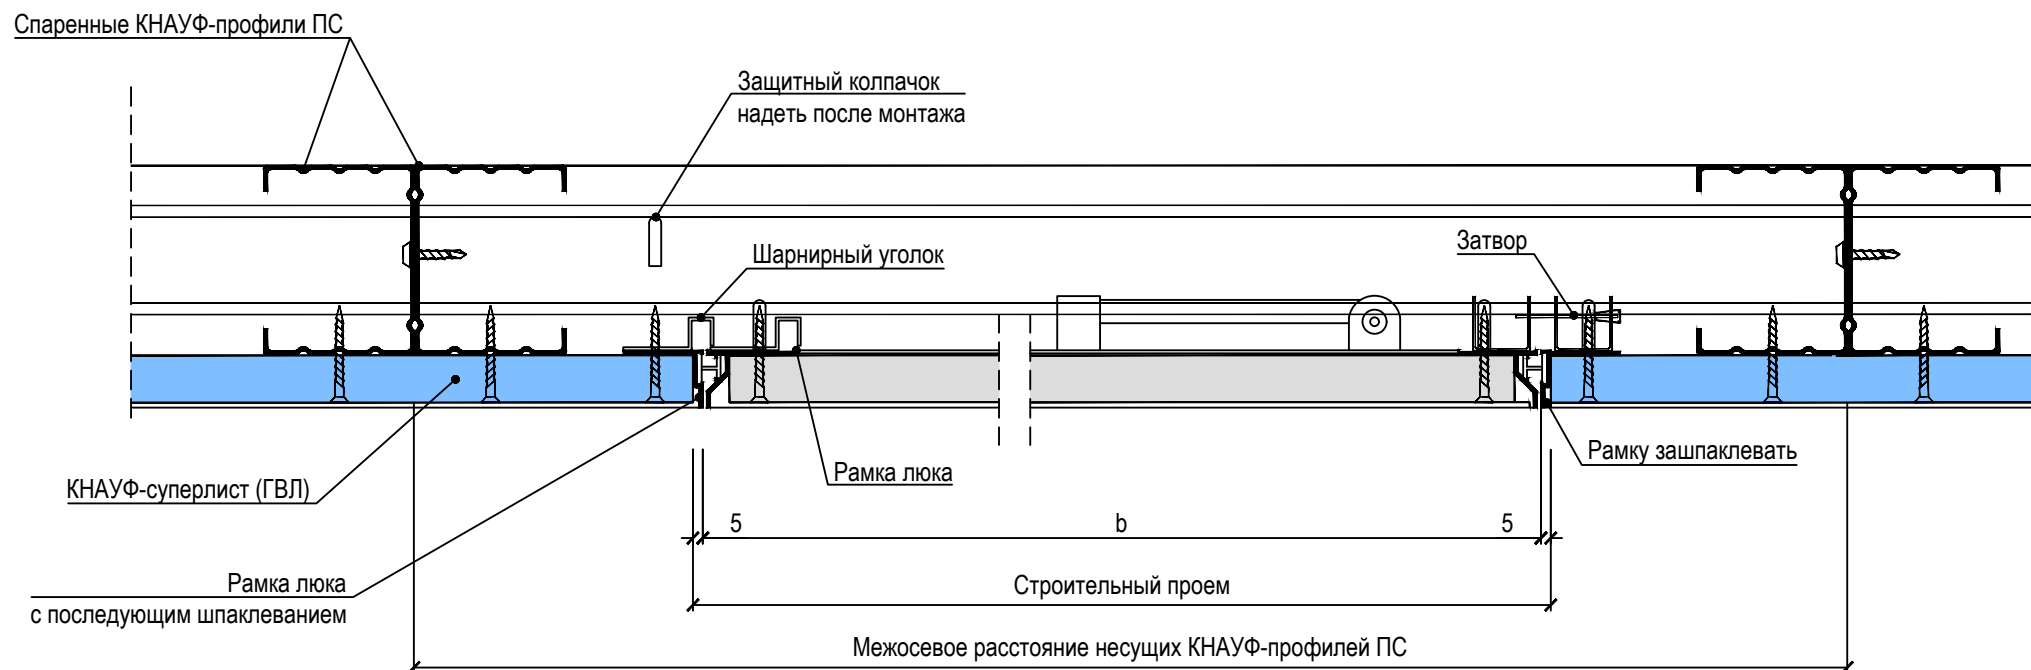 Спаренные КНАУФ-профили ПС
Защитный колпачок
надеть после монтажа
Шарнирный уголок
Затвор
Рамка люка
Рамку зашпаклевать
КНАУФ-суперлист (ГВЛ)
5
b
5
Рамка люка
с последующим шпаклеванием
Строительный проем
Межосевое расстояние несущих КНАУФ-профилей ПС